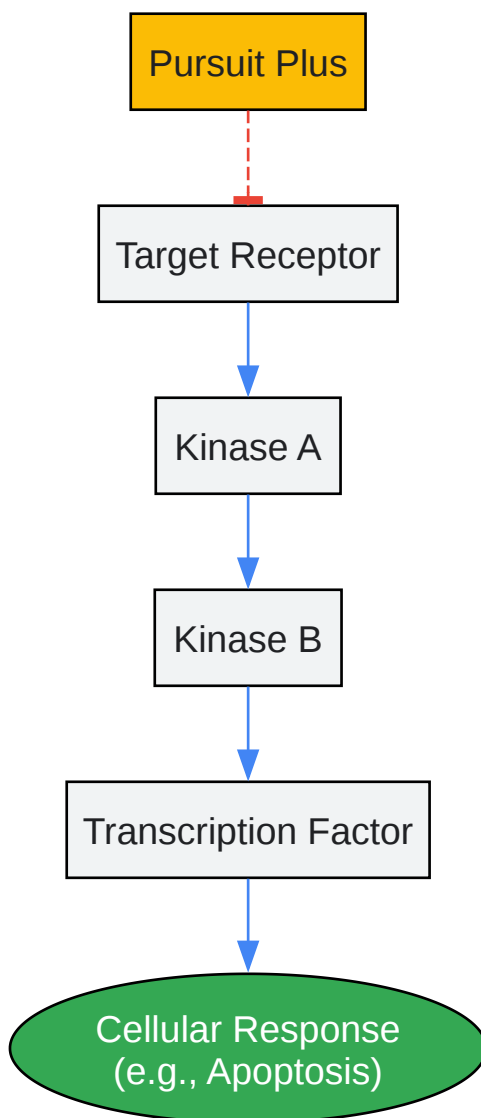 Pursuit Plus
Target Receptor
Kinase A
Kinase B
Transcription Factor
Cellular Response
(e.g., Apoptosis)